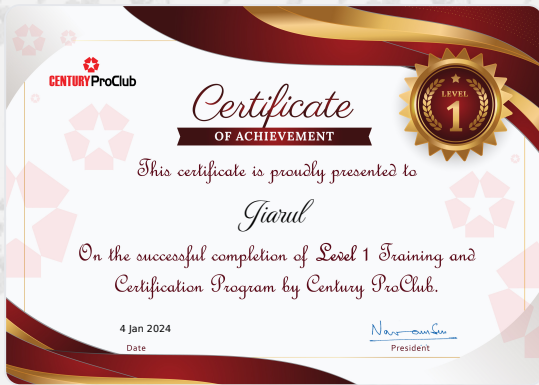 CENTURY ProClub
Certificate
OF ACHIEVEMENT
LEVEL
1
This certificate is proudly presented to
Jiarul
On the successful completion of Level 1 Training and
Certification Program by Century ProClub.
4 Jan 2024
Date
President